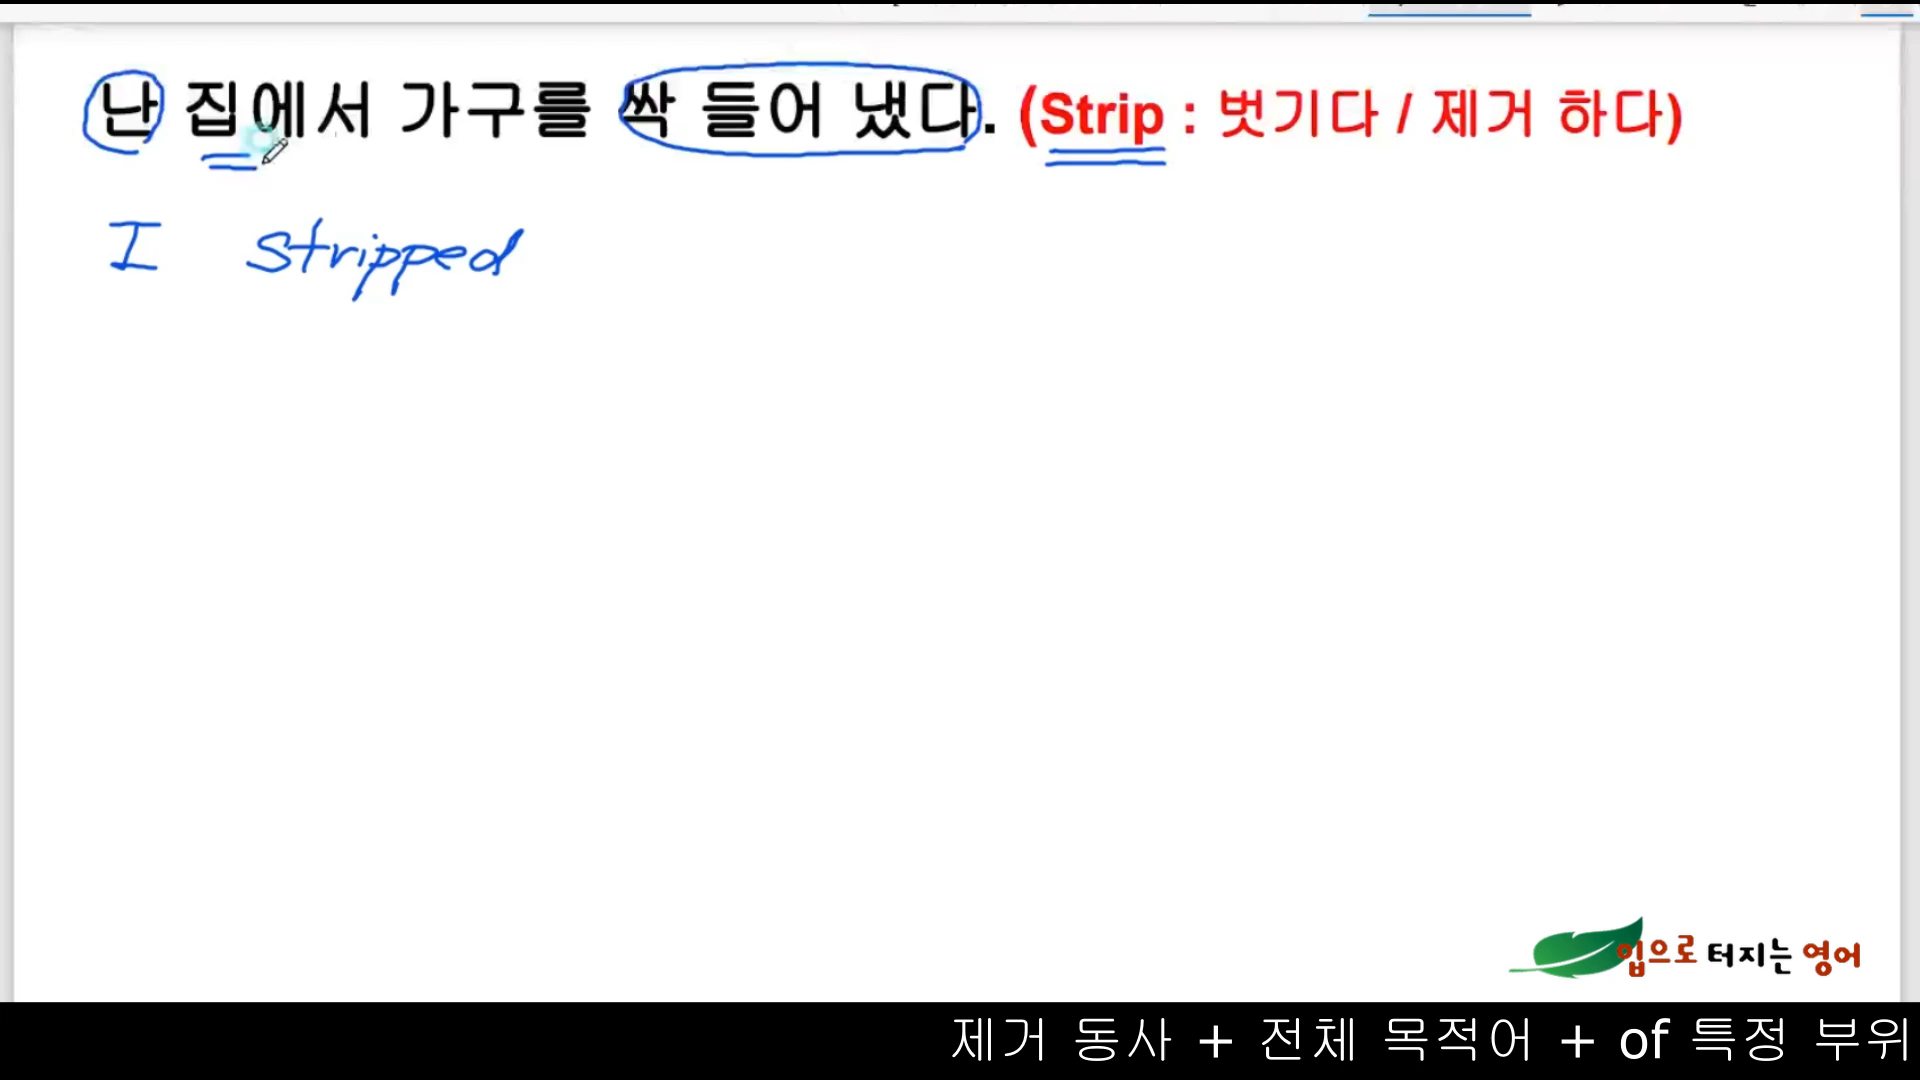 난 집에서 가구를 싹 들어 냈다. (Strip : 벗기다 / 제거 하다)
I stripped
입으로 터지는 영어
제거 동사 + 전체 목적어 + of 특정 부위